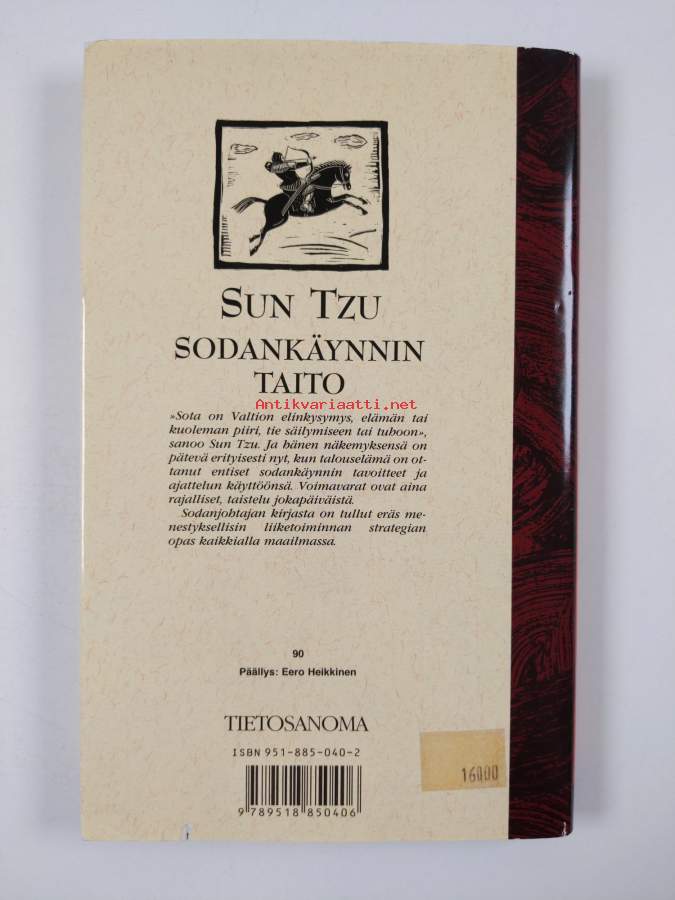 SUN TZU
SODANKÄYNNIN
TAITO
Antikvariaatti.net
»Sota on Valtion elinkysymys, elämän tai
kuoleman piiri, tie säilymiseen tai tuhoon»,
sanoo Sun Tzu. Ja hänen näkemyksensä on
pätevä erityisesti nyt, kun talouselämä on ot-
tanut entiset sodankäynnin tavoitteet ja
ajattelun käyttöönsä. Voimavarat ovat aina
rajalliset, taistelu jokapäiväistä.
Sodanjohtajan kirjasta on tullut eräs me-
nestyksellisin liiketoiminnan strategian
opas kaikkialla maailmassa.
90
Päällys: Eero Heikkinen
TIETOSANOMA
ISBN 951-885-040-2
16000
9 789518 850406